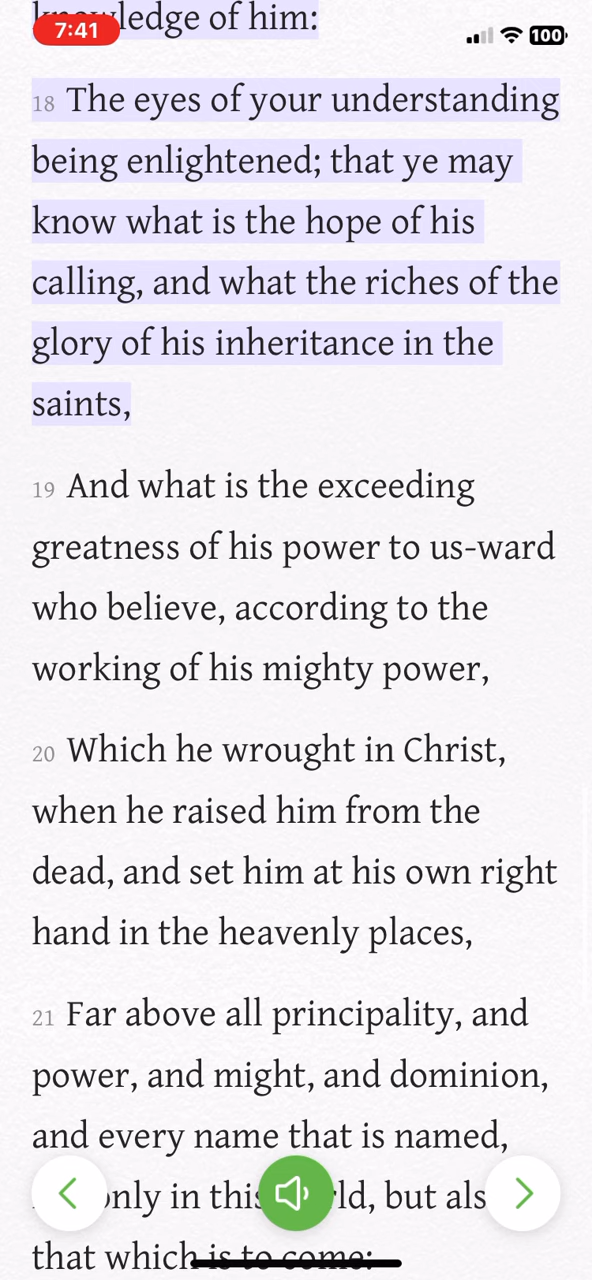 ledge of him:
7:41
100
18 The eyes of your understanding
being enlightened; that ye may
know what is the hope of his
calling, and what the riches of the
glory of his inheritance in the
saints,
19 And what is the exceeding
greatness of his power to us-ward
who believe, according to the
working of his mighty power,
20 Which he wrought in Christ,
when he raised him from the
dead, and set him at his own right
hand in the heavenly places,
21 Far above all principality, and
power, and might, and dominion,
and every name that is named,
only in this but
that which is to come: